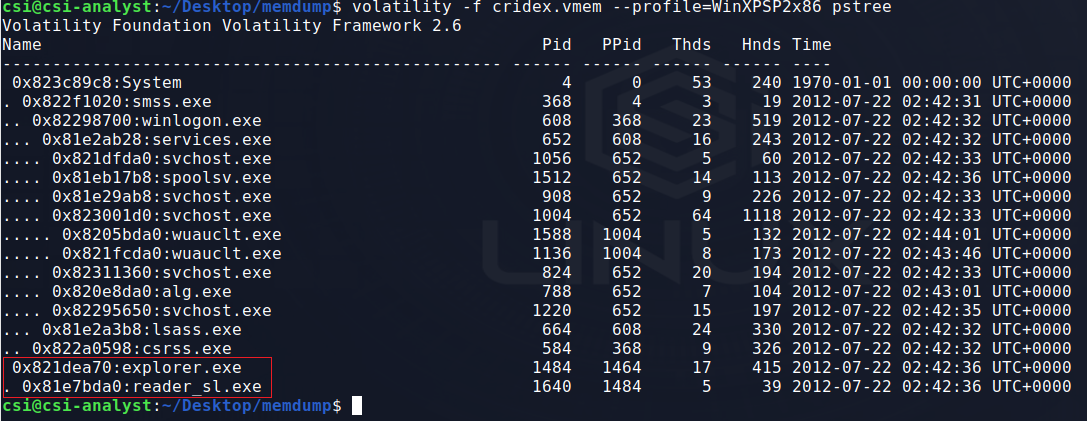 csi@csi-analyst:~/Desktop/memdump$ volatility -f cridex.vmem --profile=WinXPSP2x86 pstree
Volatility Foundation Volatility Framework 2.6
Name                                                  Pid   PPid   Thds   Hnds Time
-------------------------------------------------- ------ ------ ------ ------ ----
 0x823c89c8:System                                      4      0     53    240 1970-01-01 00:00:00 UTC+0000
. 0x822f1020:smss.exe                                 368      4      3     19 2012-07-22 02:42:31 UTC+0000
.. 0x82298700:winlogon.exe                            608    368     23    519 2012-07-22 02:42:32 UTC+0000
... 0x81e2ab28:services.exe                           652    608     16    243 2012-07-22 02:42:32 UTC+0000
.... 0x821dfda0:svchost.exe                          1056    652      5     60 2012-07-22 02:42:33 UTC+0000
.... 0x81eb17b8:spoolsv.exe                          1512    652     14    113 2012-07-22 02:42:36 UTC+0000
.... 0x81e29ab8:svchost.exe                           908    652      9    226 2012-07-22 02:42:33 UTC+0000
.... 0x823001d0:svchost.exe                          1004    652     64   1118 2012-07-22 02:42:33 UTC+0000
..... 0x8205bda0:wuauclt.exe                         1588   1004      5    132 2012-07-22 02:44:01 UTC+0000
..... 0x821fcda0:wuauclt.exe                         1136   1004      8    173 2012-07-22 02:43:46 UTC+0000
.... 0x82311360:svchost.exe                           824    652     20    194 2012-07-22 02:42:33 UTC+0000
.... 0x820e8da0:alg.exe                               788    652      7    104 2012-07-22 02:43:01 UTC+0000
.... 0x82295650:svchost.exe                          1220    652     15    197 2012-07-22 02:42:35 UTC+0000
... 0x81e2a3b8:lsass.exe                              664    608     24    330 2012-07-22 02:42:32 UTC+0000
.. 0x822a0598:csrss.exe                               584    368      9    326 2012-07-22 02:42:32 UTC+0000
 0x821dea70:explorer.exe                             1484   1464     17    415 2012-07-22 02:42:36 UTC+0000
. 0x81e7bda0:reader_sl.exe                           1640   1484      5     39 2012-07-22 02:42:36 UTC+0000
csi@csi-analyst:~/Desktop/memdump$